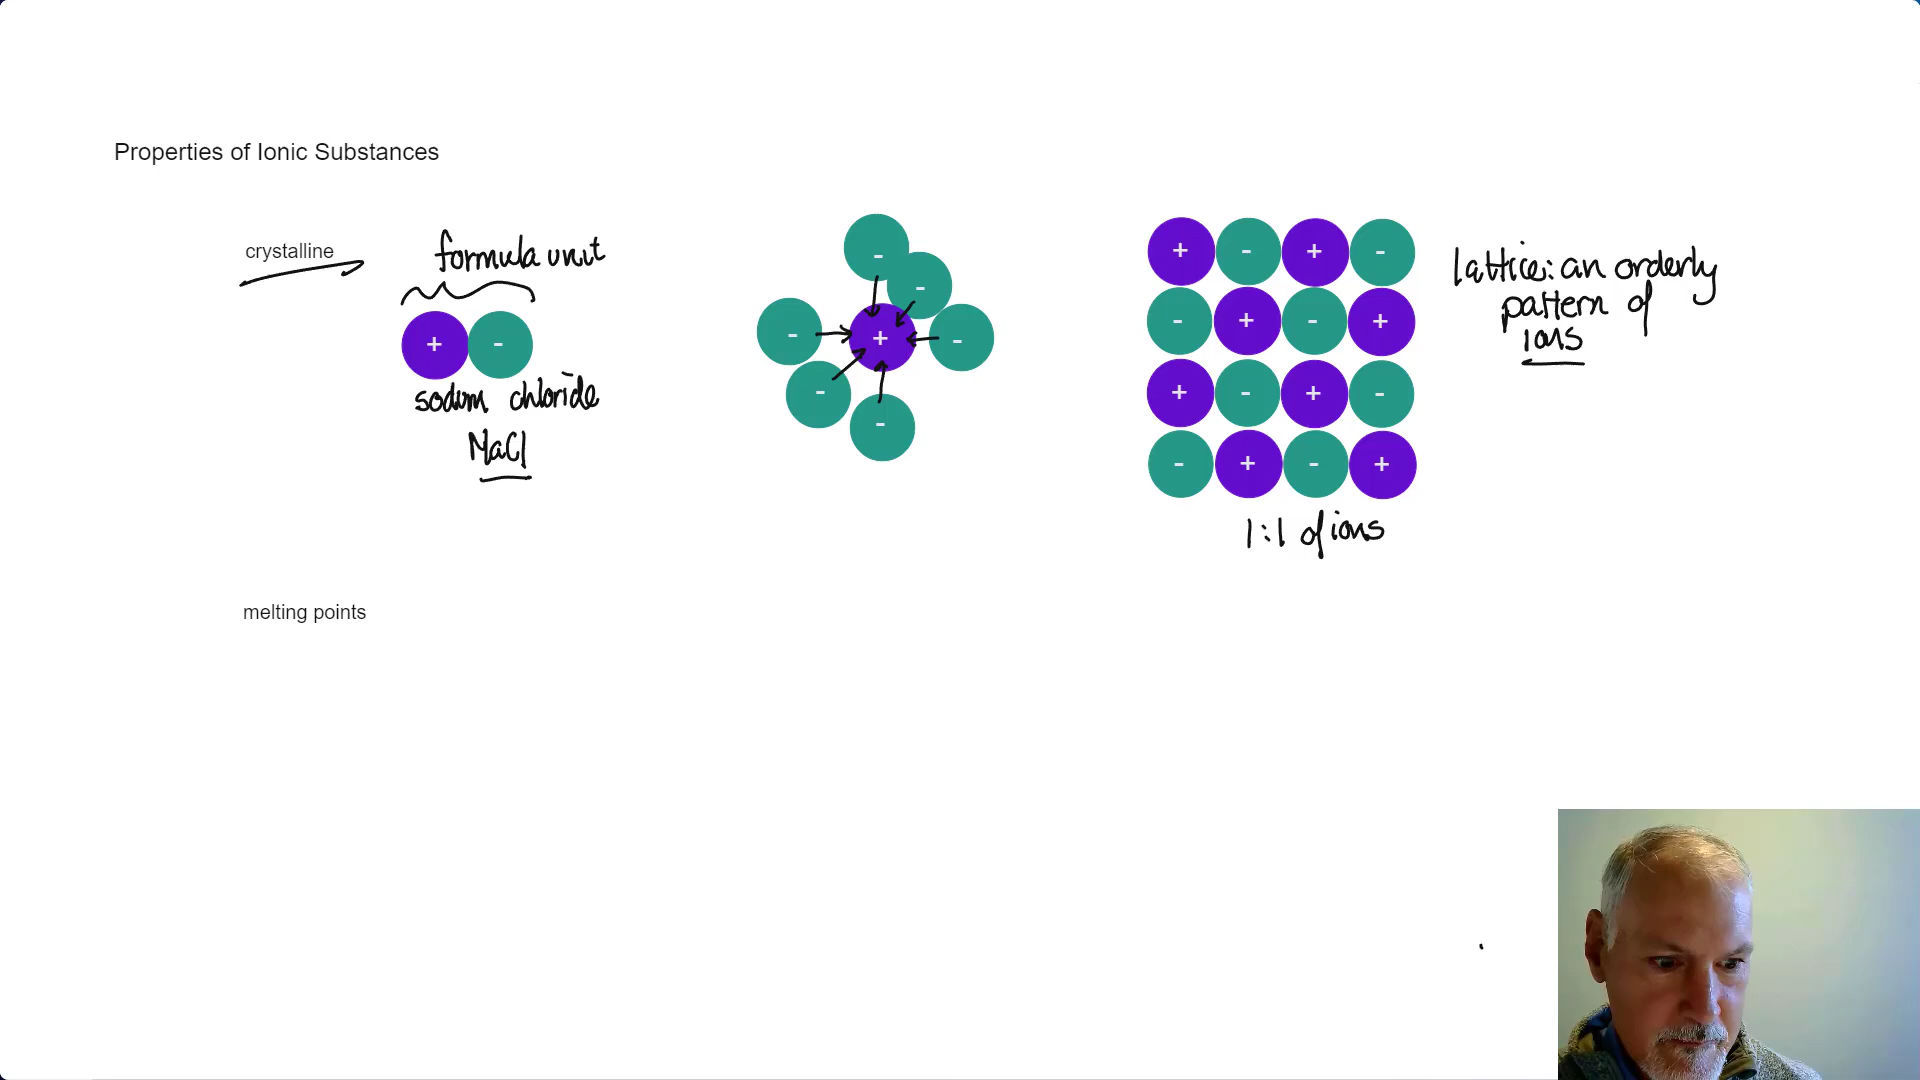 Properties of Ionic Substances
crystalline
formula unit
+ -
sodium chloride
NaCl
-
-
- + -
-
-
+ - + -
- + - +
+ - + -
- + - +
1:1 of ions
lattice: an orderly
pattern of
ions
melting points